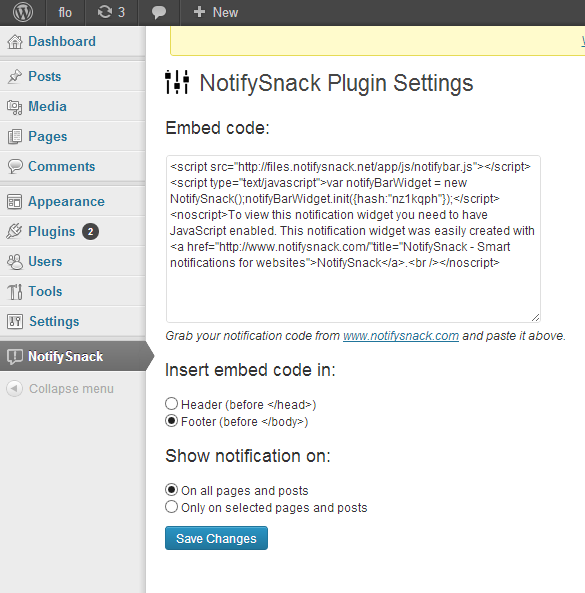 flo 3 New
Dashboard
Posts
Media
Pages
Comments
Appearance
Plugins 2
Users
Tools
Settings
NotifySnack
Collapse menu
NotifySnack Plugin Settings
Embed code:
<script src="http://files.notifysnack.net/app/js/notifybar.js"></script>
<script type="text/javascript">var notifyBarWidget = new
NotifySnack();notifyBarWidget.init({hash:"nz1kqph"});</script>
<noscript>To view this notification widget you need to have
JavaScript enabled. This notification widget was easily created with
<a href="http://www.notifysnack.com/"title="NotifySnack - Smart
notifications for websites">NotifySnack</a>.<br /></noscript>
Grab your notification code from www.notifysnack.com and paste it above.
Insert embed code in:
Header (before </head>)
Footer (before </body>)
Show notification on:
On all pages and posts
Only on selected pages and posts
Save Changes